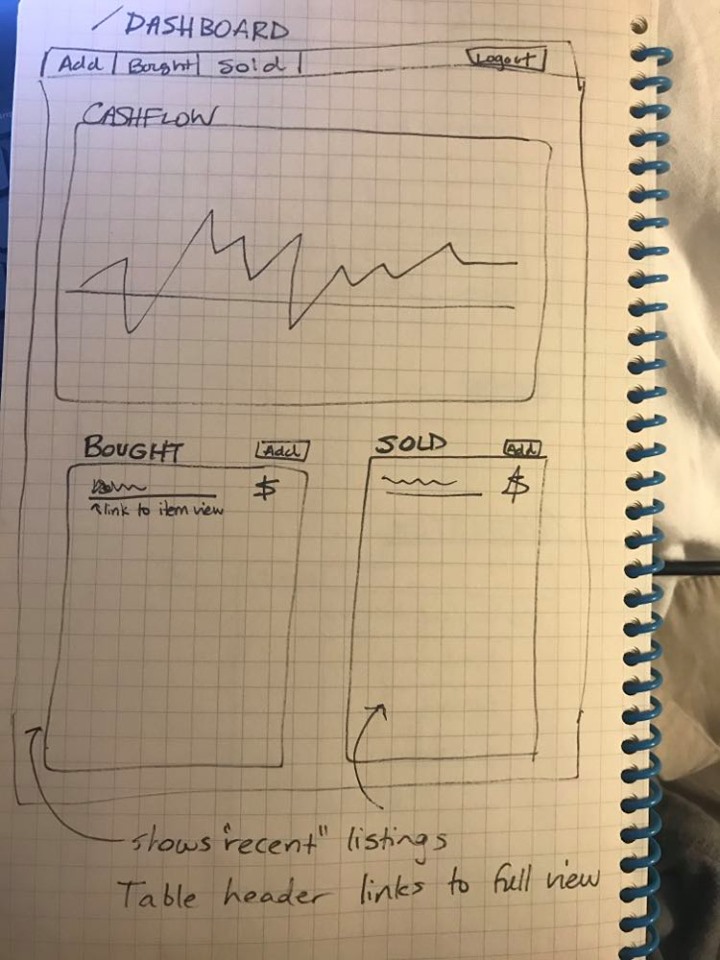 /DASHBOARD
Add | Bought | Sold | Logout
CASHFLOW
BOUGHT Add SOLD Add
$ $
↖link to item view
shows "recent" listings
Table header links to full view